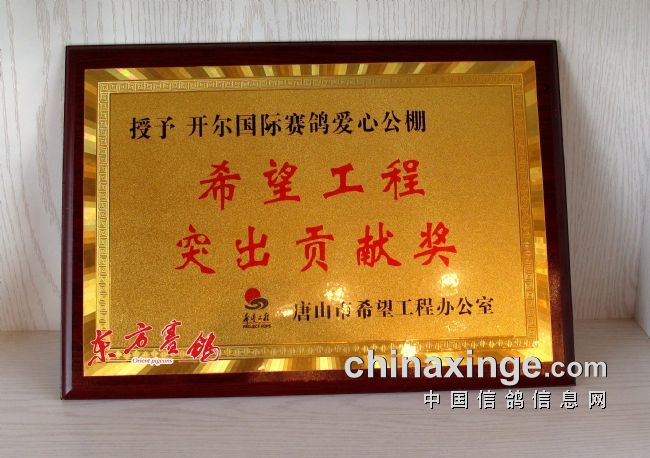 授予 开尔国际赛鸽爱心公棚
希望工程
突出贡献奖
希望工程
PROJECT HOPE
唐山市希望工程办公室
东方赛鸽
Orient pigeons
chinaxinge.com
中国信鸽信息网